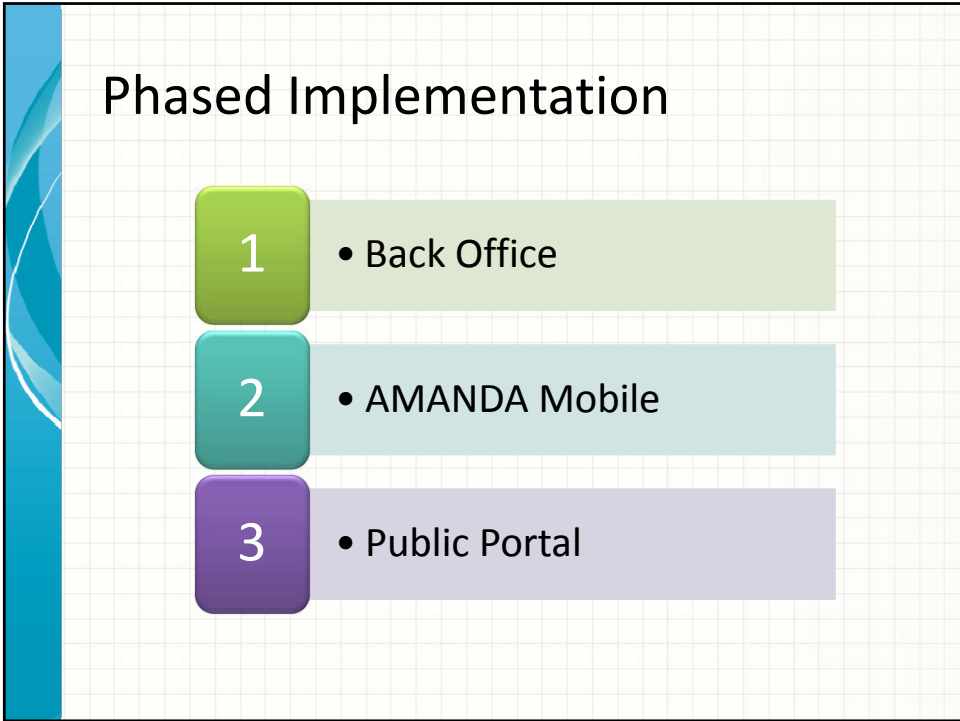 Phased Implementation
1
• Back Office
2
• AMANDA Mobile
3
• Public Portal